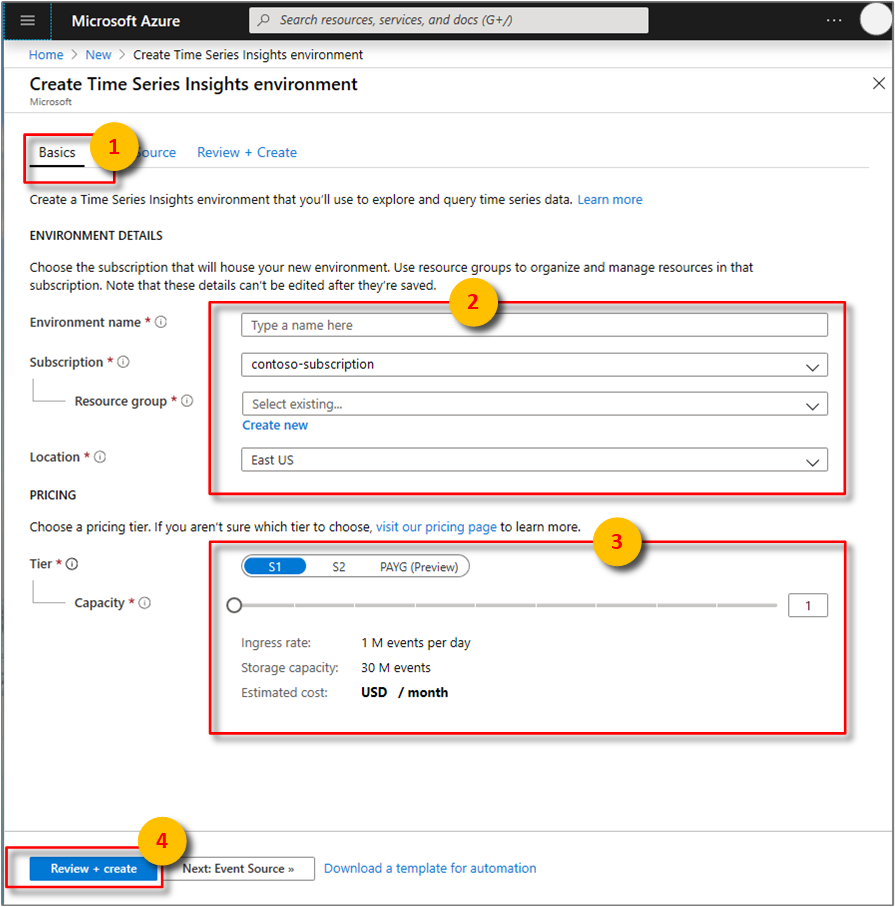 Microsoft Azure
Search resources, services, and docs (G+/)
...
Home > New > Create Time Series Insights environment
Create Time Series Insights environment
Microsoft
Basics 1 Source Review + Create
Create a Time Series Insights environment that you'll use to explore and query time series data. Learn more
ENVIRONMENT DETAILS
Choose the subscription that will house your new environment. Use resource groups to organize and manage resources in that
subscription. Note that these details can't be edited after they're saved.
2
Environment name * Type a name here
Subscription * contoso-subscription
Resource group * Select existing...
Create new
Location * East US
PRICING
Choose a pricing tier. If you aren't sure which tier to choose, visit our pricing page to learn more.
3
Tier * S1 S2 PAYG (Preview)
Capacity * 1
Ingress rate: 1 M events per day
Storage capacity: 30 M events
Estimated cost: USD / month
4
Review + create Next: Event Source » Download a template for automation